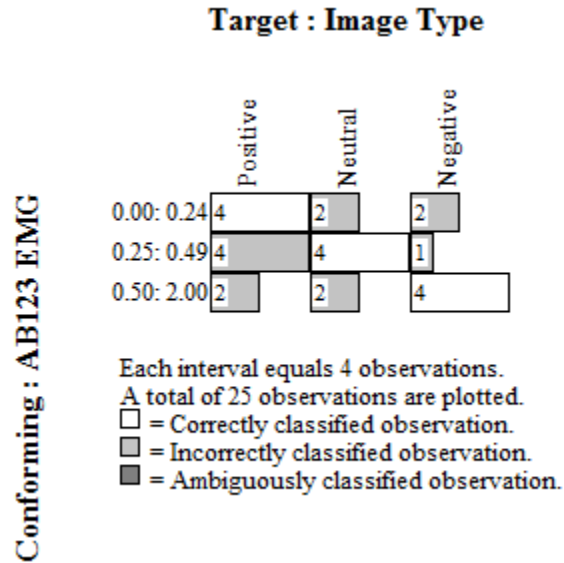 Target : Image Type
Positive Neutral Negative
0.00: 0.24 4 2 2
0.25: 0.49 4 4 1
0.50: 2.00 2 2 4
Conforming : AB123 EMG
Each interval equals 4 observations.
A total of 25 observations are plotted.
= Correctly classified observation.
= Incorrectly classified observation.
= Ambiguously classified observation.